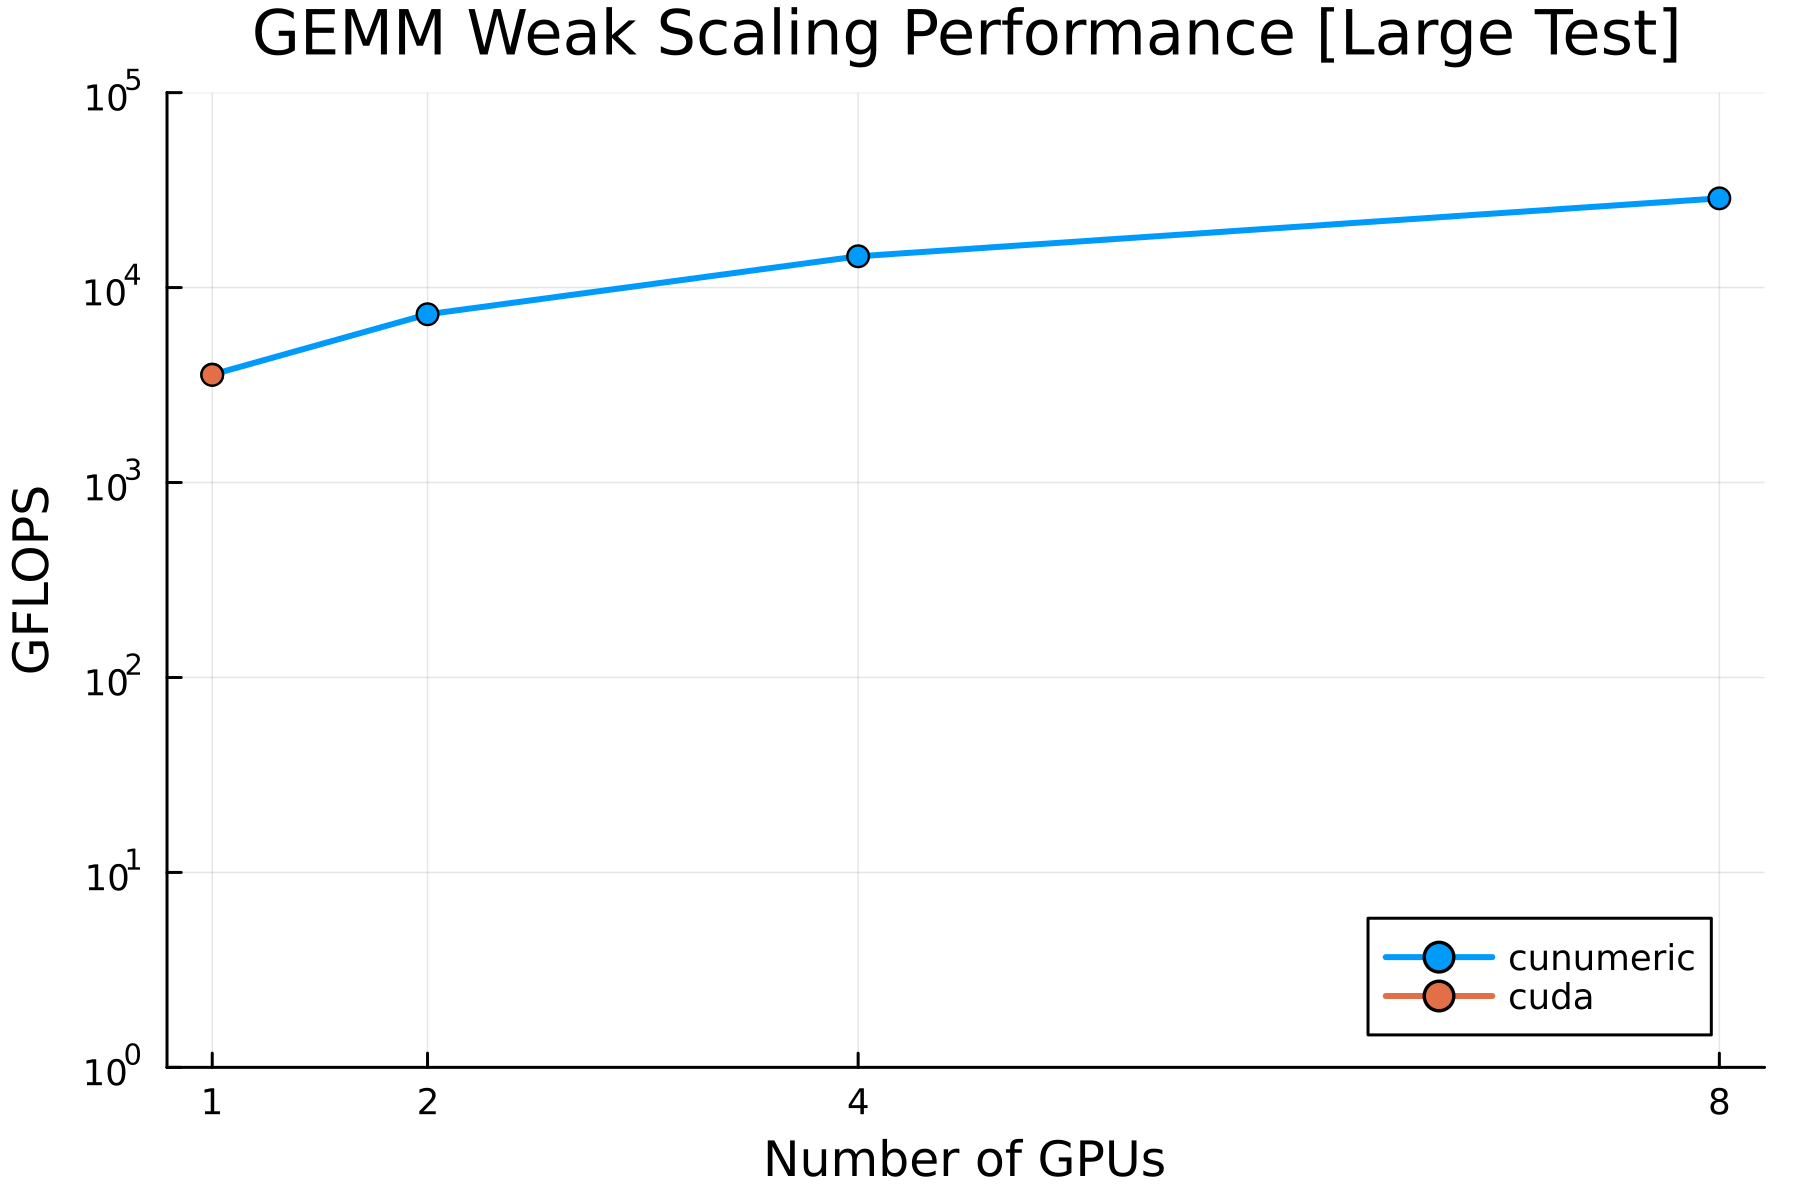 GEMM Weak Scaling Performance [Large Test]
10^5
10^4
10^3
10^2
10^1
10^0
GFLOPS
cunumeric
cuda
1 2 4 8
Number of GPUs